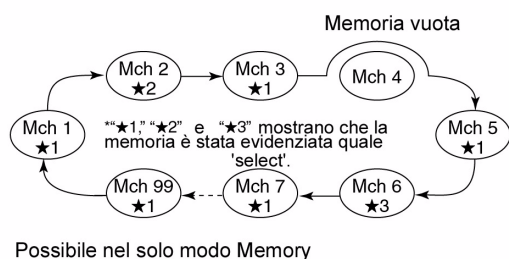 Memoria vuota
Mch 2
★2
Mch 3
★1
Mch 4
Mch 1
★1
*“★1,” “★2” e “★3” mostrano che la
memoria è stata evidenziata quale
'select'.
Mch 5
★1
Mch 99
★1
Mch 7
★1
Mch 6
★3
Possibile nel solo modo Memory